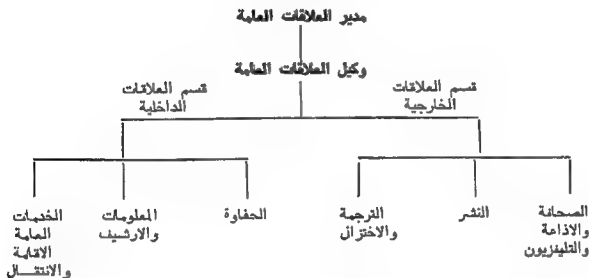 مدير العلاقات العامة
وكيل العلاقات العامة
قسم العلاقات
الخارجية
قسم العلاقات
الداخلية
الصحافة
والاذاعة
والتليفزيون
النشر
الترجمة
والاختزال
الحفاوة
المعلومات
والارشيف
الخدمات
العامة
الاقامة
والانتقال